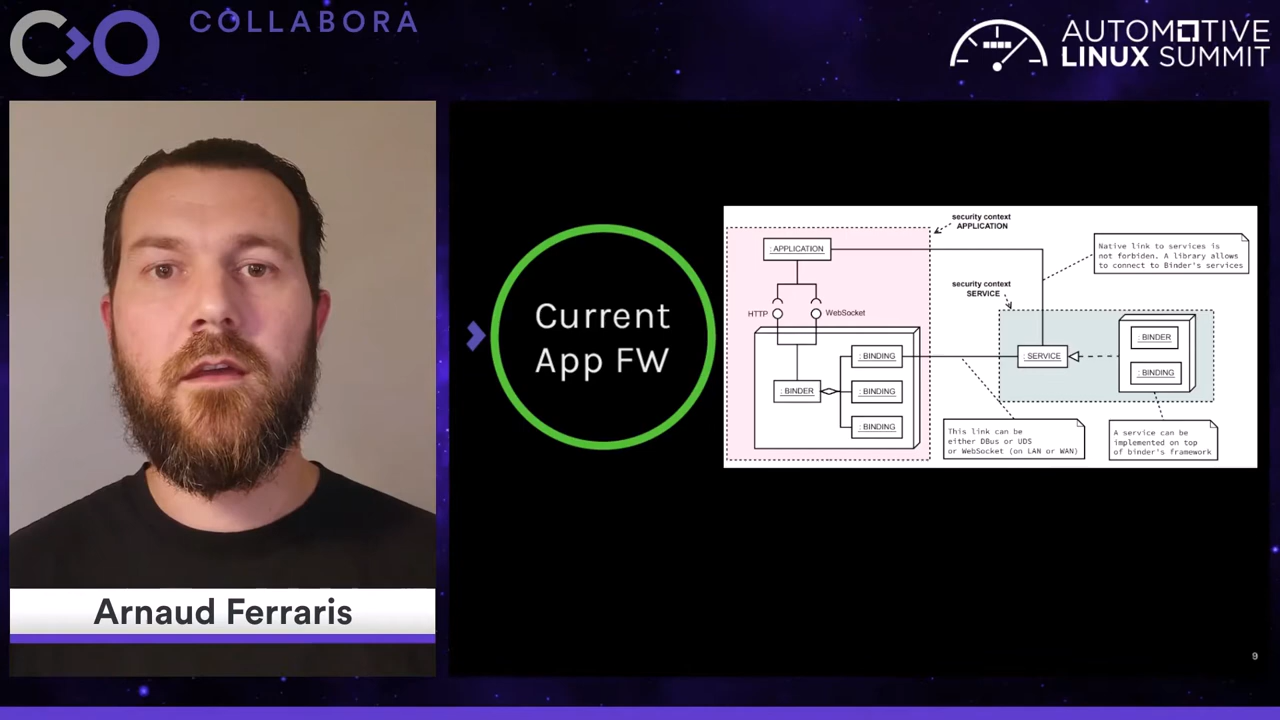 COLLABORA
AUTOMOTIVE
LINUX SUMMIT
Arnaud Ferraris
Current
App FW
security context
APPLICATION
: APPLICATION
HTTP
WebSocket
: BINDER
: BINDING
: BINDING
: BINDING
security context
SERVICE
: SERVICE
: BINDER
: BINDING
Native link to services is
not forbiden. A library allows
to connect to Binder's services
This link can be
either DBus or UDS
or WebSocket (on LAN or WAN)
A service can be
implemented on top
of binder's framework
9